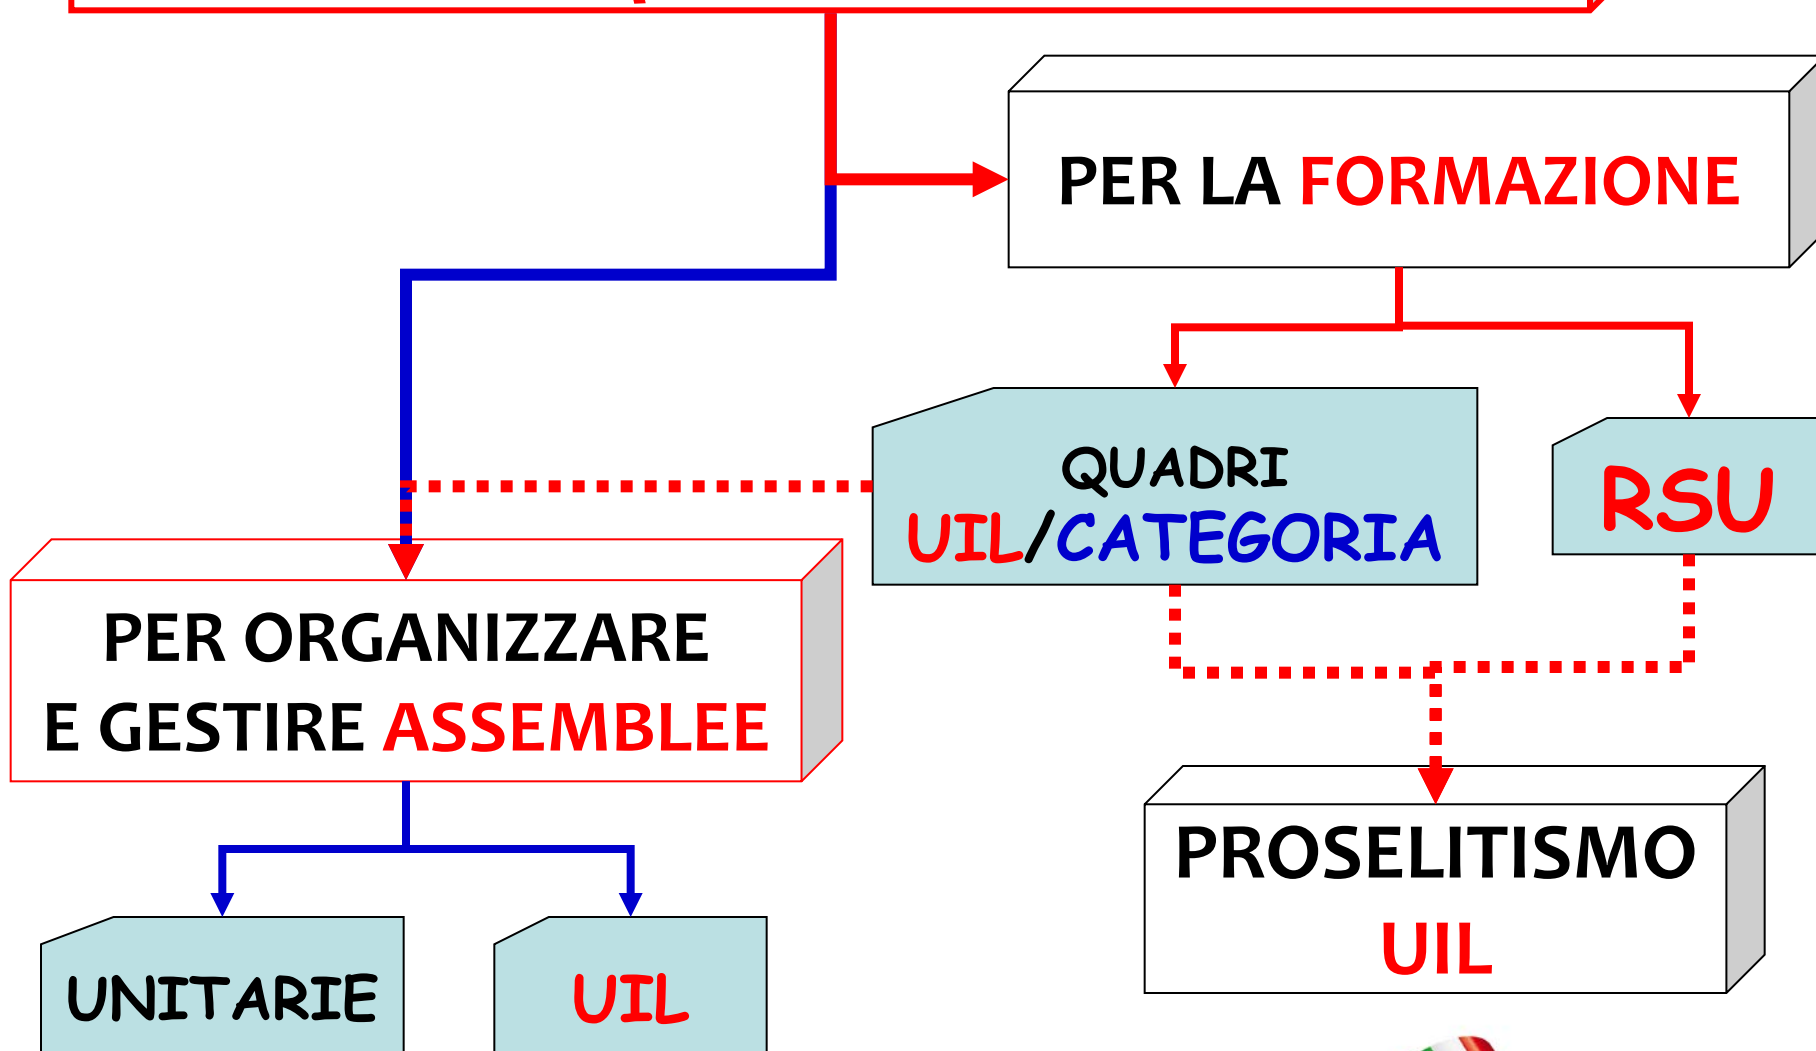 PER LA FORMAZIONE
QUADRI
UIL/CATEGORIA
RSU
PER ORGANIZZARE
E GESTIRE ASSEMBLEE
PROSELITISMO
UIL
UNITARIE
UIL